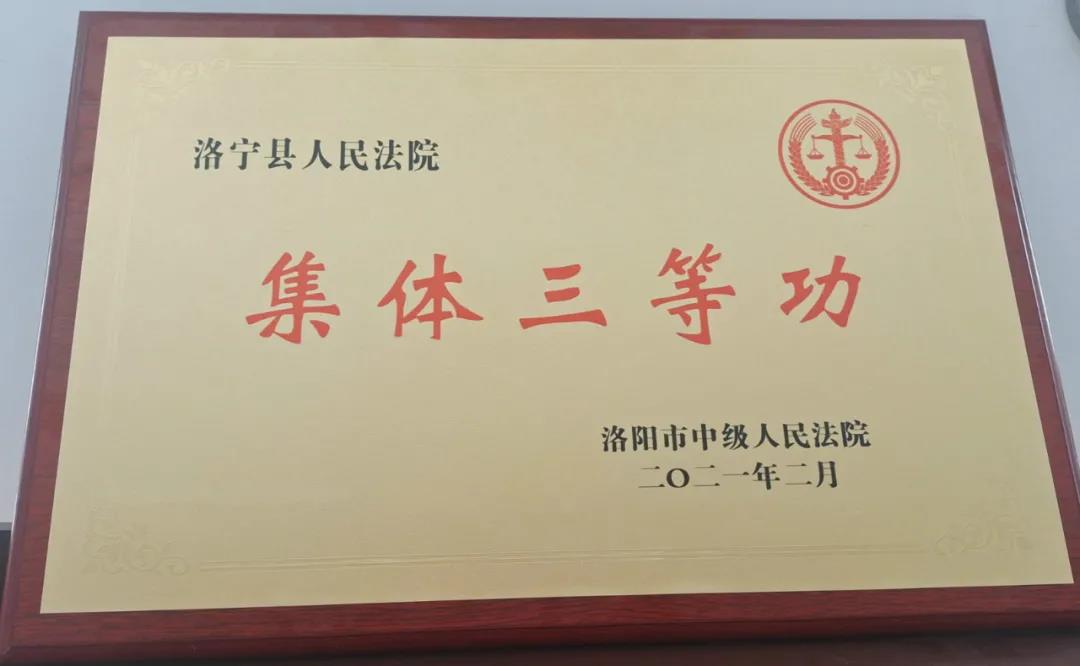 洛宁县人民法院
集体三等功
洛阳市中级人民法院
二〇二一年二月